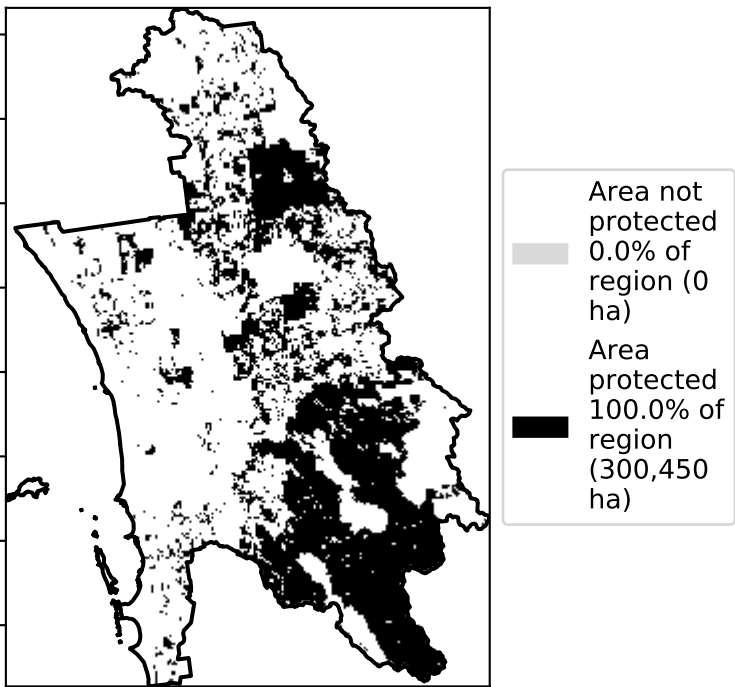 Area not
protected
0.0% of
region (0
ha)
Area
protected
100.0% of
region
(300,450
ha)